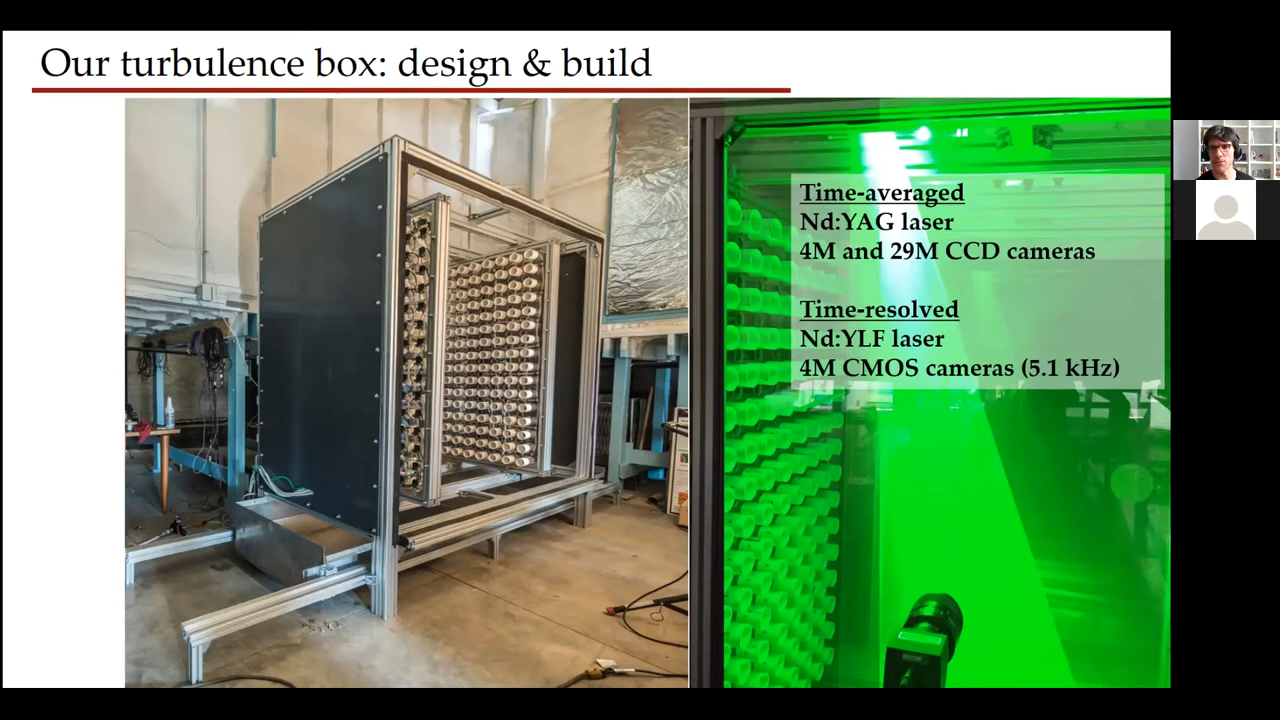 Our turbulence box: design & build
Time-averaged
Nd:YAG laser
4M and 29M CCD cameras
Time-resolved
Nd:YLF laser
4M CMOS cameras (5.1 kHz)